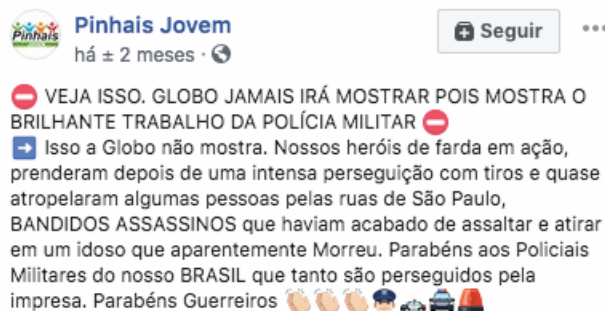 Pinhais
Pinhais Jovem
há ± 2 meses ·
Seguir
VEJA ISSO. GLOBO JAMAIS IRÁ MOSTRAR POIS MOSTRA O
BRILHANTE TRABALHO DA POLÍCIA MILITAR ⛔
➡ Isso a Globo não mostra. Nossos heróis de farda em ação,
prenderam depois de uma intensa perseguição com tiros e quase
atropelaram algumas pessoas pelas ruas de São Paulo,
BANDIDOS ASSASSINOS que haviam acabado de assaltar e atirar
em um idoso que aparentemente Morreu. Parabéns aos Policiais
Militares do nosso BRASIL que tanto são perseguidos pela
impresa. Parabéns Guerreiros 👏🏻👏🏻👏🏻👮🚓🚔🚨